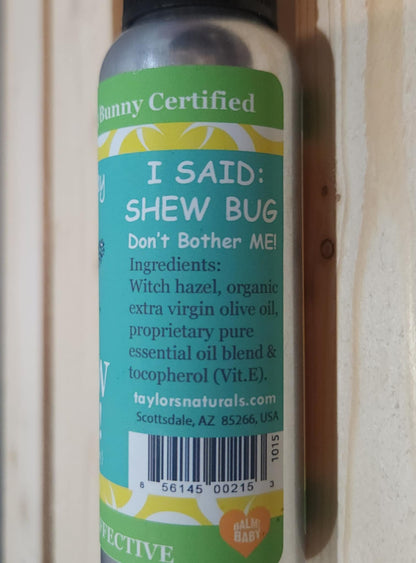 Bunny Certified
I SAID:
SHEW BUG
Don't Bother ME!
Ingredients:
Witch hazel, organic
extra virgin olive oil,
proprietary pure
essential oil blend &
tocopherol (Vit.E).
taylorsnaturals.com
Scottsdale, AZ 85266, USA
1015
8 56145 00215 3
BALM!
BABY
FFECTIVE